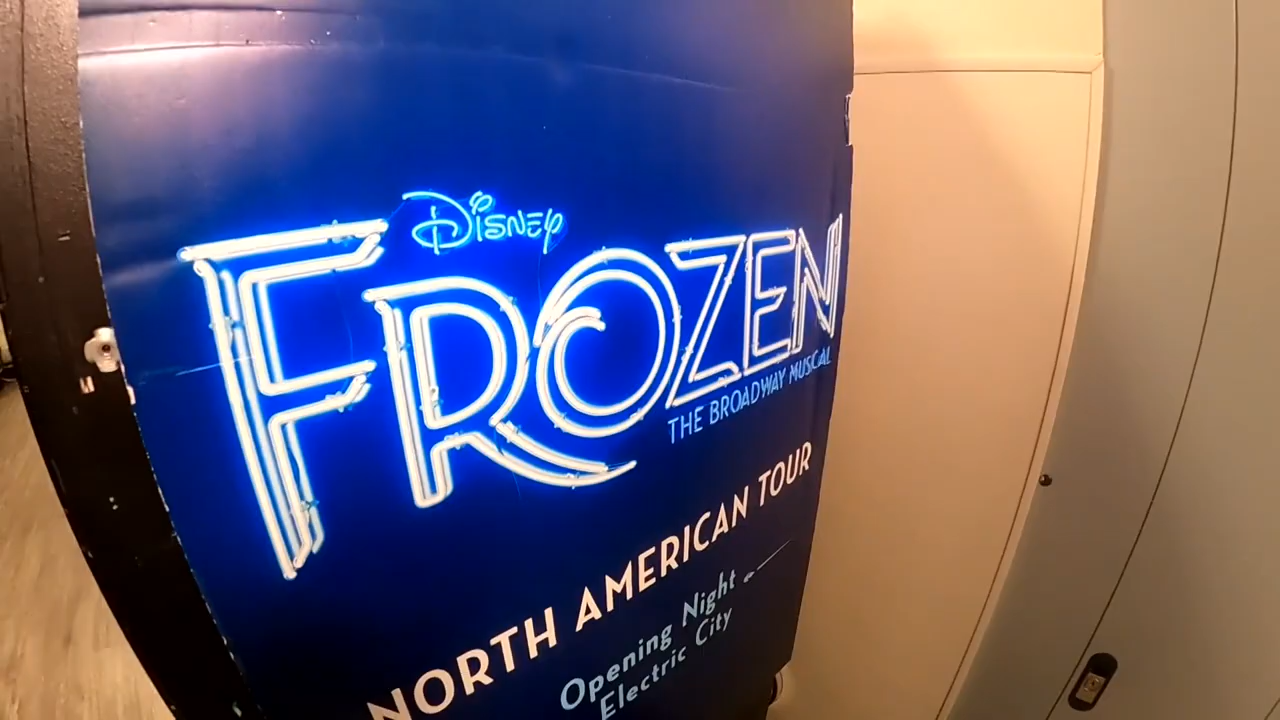 Disney
FROZEN
THE BROADWAY MUSICAL
NORTH AMERICAN TOUR
Opening Night
Electric City